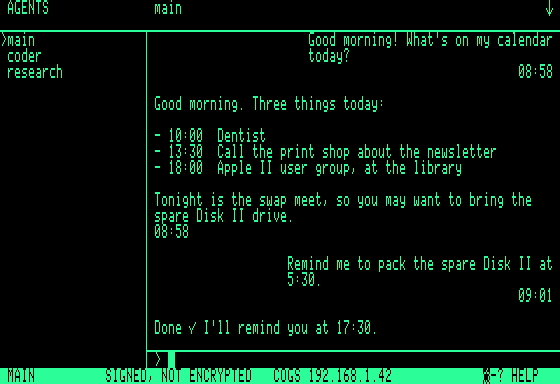 AGENTS main ↓
>main
coder
research
Good morning! What's on my calendar
today?
08:58
Good morning. Three things today:
- 10:00 Dentist
- 13:30 Call the print shop about the newsletter
- 18:00 Apple II user group, at the library
Tonight is the swap meet, so you may want to bring the
spare Disk II drive.
08:58
Remind me to pack the spare Disk II at
5:30.
09:01
Done ✓ I'll remind you at 17:30.
>
MAIN SIGNED, NOT ENCRYPTED COGS 192.168.1.42 -? HELP